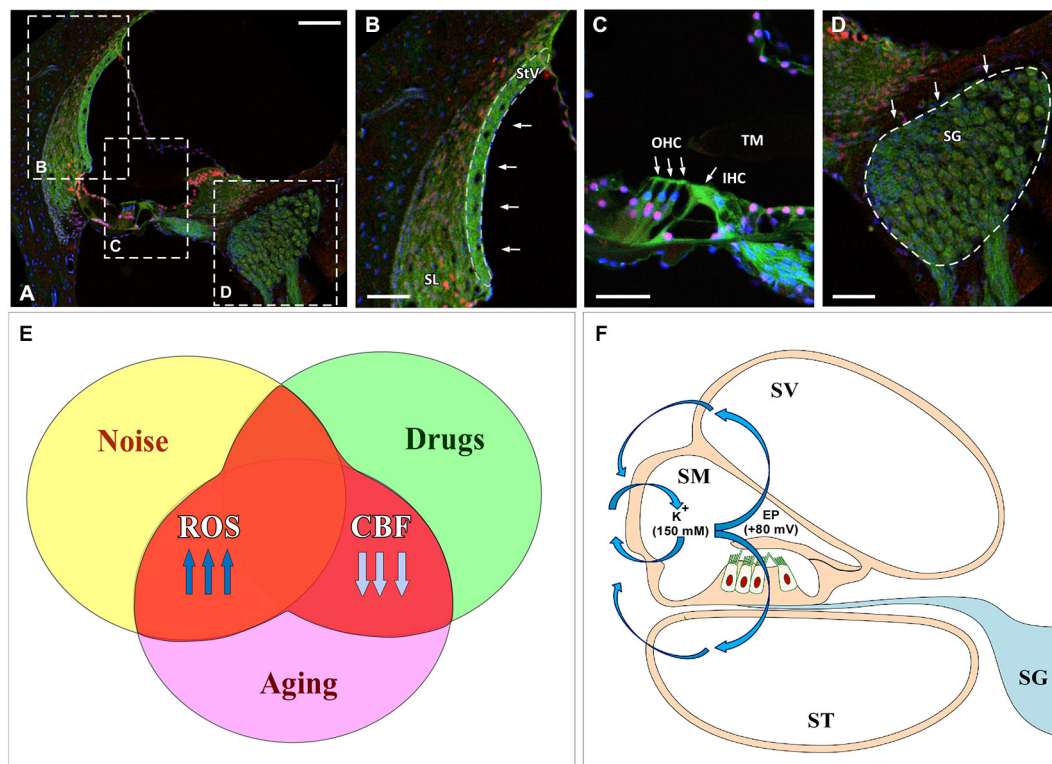 A
B
C
D
B
StV
SL
C
OHC
TM
IHC
D
SG
E
Noise
Drugs
ROS
CBF
Aging
F
SV
SM
K+
(150 mM)
EP
(+80 mV)
ST
SG